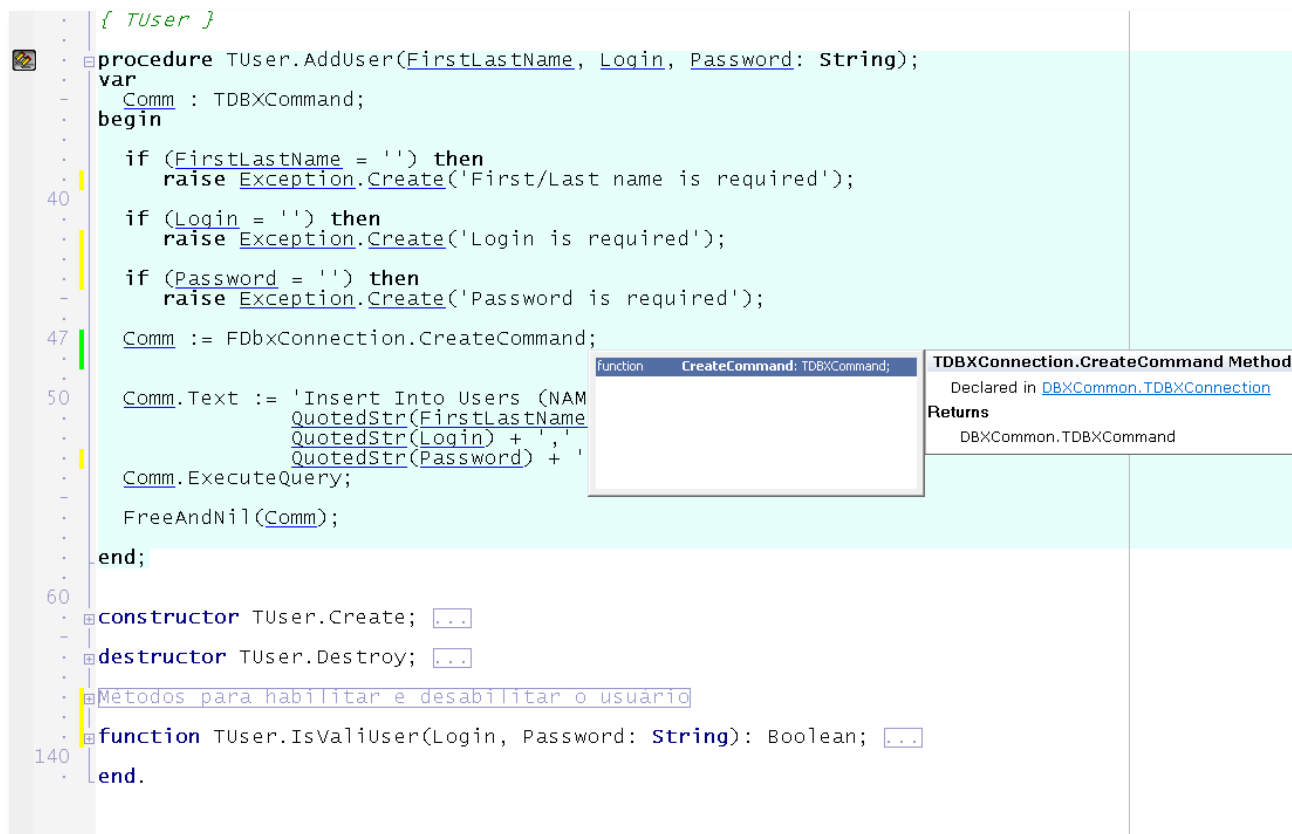 { TUser }
procedure TUser.AddUser(FirstLastName, Login, Password: String);
var
Comm : TDBXCommand;
begin
if (FirstLastName = '') then
raise Exception.Create('First/Last name is required');
40
if (Login = '') then
raise Exception.Create('Login is required');
if (Password = '') then
raise Exception.Create('Password is required');
47 Comm := FDbxConnection.CreateCommand;
function CreateCommand: TDBXCommand;
TDBXConnection.CreateCommand Method
Declared in DBXCommon.TDBXConnection
Returns
DBXCommon.TDBXCommand
50 Comm.Text := 'Insert Into Users (NAM
QuotedStr(FirstLastName
QuotedStr(Login) + ','
QuotedStr(Password) + '
Comm.ExecuteQuery;
FreeAndNil(Comm);
end;
60
constructor TUser.Create; ...
destructor TUser.Destroy; ...
Métodos para habilitar e desabilitar o usuário
function TUser.IsValiUser(Login, Password: String): Boolean; ...
140
end.